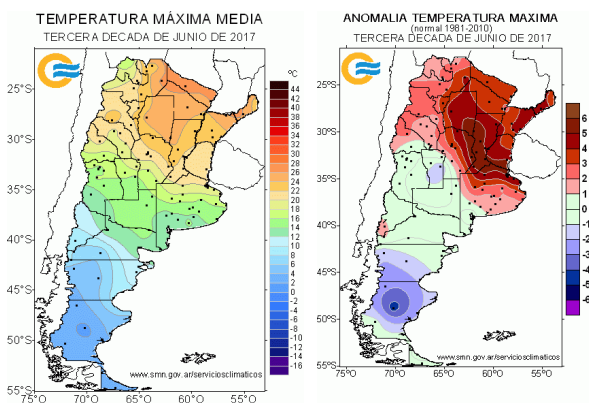 TEMPERATURA MÁXIMA MEDIA
TERCERA DECADA DE JUNIO DE 2017
ºC
44
42
40
38
36
34
32
30
28
26
24
22
20
18
16
14
12
10
8
6
4
2
0
-2
-4
-6
-8
-10
-12
-14
-16
25°S
30°S
35°S
40°S
45°S
50°S
55°S
75°O
70°O
65°O
60°O
55°O
www.smn.gov.ar/serviciosclimaticos
ANOMALIA TEMPERATURA MAXIMA
(normal 1981-2010)
TERCERA DECADA DE JUNIO DE 2017
6
5
4
3
2
1
-1
-2
-3
-4
-5
-6
25°S
30°S
35°S
40°S
45°S
50°S
55°S
75°O
70°O
65°O
60°O
55°O
www.smn.gov.ar/serviciosclimaticos